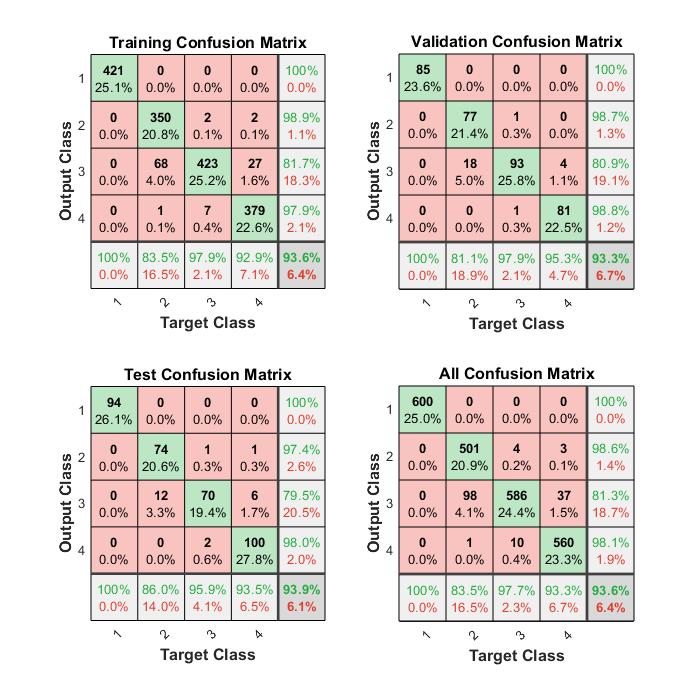 Training Confusion Matrix
1 421 0 0 0 100%
25.1% 0.0% 0.0% 0.0% 0.0%
2 0 350 2 2 98.9%
0.0% 20.8% 0.1% 0.1% 1.1%
3 0 68 423 27 81.7%
0.0% 4.0% 25.2% 1.6% 18.3%
4 0 1 7 379 97.9%
0.0% 0.1% 0.4% 22.6% 2.1%
100% 83.5% 97.9% 92.9% 93.6%
0.0% 16.5% 2.1% 7.1% 6.4%
1 2 3 4
Target Class
Output Class
Validation Confusion Matrix
1 85 0 0 0 100%
23.6% 0.0% 0.0% 0.0% 0.0%
2 0 77 1 0 98.7%
0.0% 21.4% 0.3% 0.0% 1.3%
3 0 18 93 4 80.9%
0.0% 5.0% 25.8% 1.1% 19.1%
4 0 0 1 81 98.8%
0.0% 0.0% 0.3% 22.5% 1.2%
100% 81.1% 97.9% 95.3% 93.3%
0.0% 18.9% 2.1% 4.7% 6.7%
1 2 3 4
Target Class
Output Class
Test Confusion Matrix
1 94 0 0 0 100%
26.1% 0.0% 0.0% 0.0% 0.0%
2 0 74 1 1 97.4%
0.0% 20.6% 0.3% 0.3% 2.6%
3 0 12 70 6 79.5%
0.0% 3.3% 19.4% 1.7% 20.5%
4 0 0 2 100 98.0%
0.0% 0.0% 0.6% 27.8% 2.0%
100% 86.0% 95.9% 93.5% 93.9%
0.0% 14.0% 4.1% 6.5% 6.1%
1 2 3 4
Target Class
Output Class
All Confusion Matrix
1 600 0 0 0 100%
25.0% 0.0% 0.0% 0.0% 0.0%
2 0 501 4 3 98.6%
0.0% 20.9% 0.2% 0.1% 1.4%
3 0 98 586 37 81.3%
0.0% 4.1% 24.4% 1.5% 18.7%
4 0 1 10 560 98.1%
0.0% 0.0% 0.4% 23.3% 1.9%
100% 83.5% 97.7% 93.3% 93.6%
0.0% 16.5% 2.3% 6.7% 6.4%
1 2 3 4
Target Class
Output Class